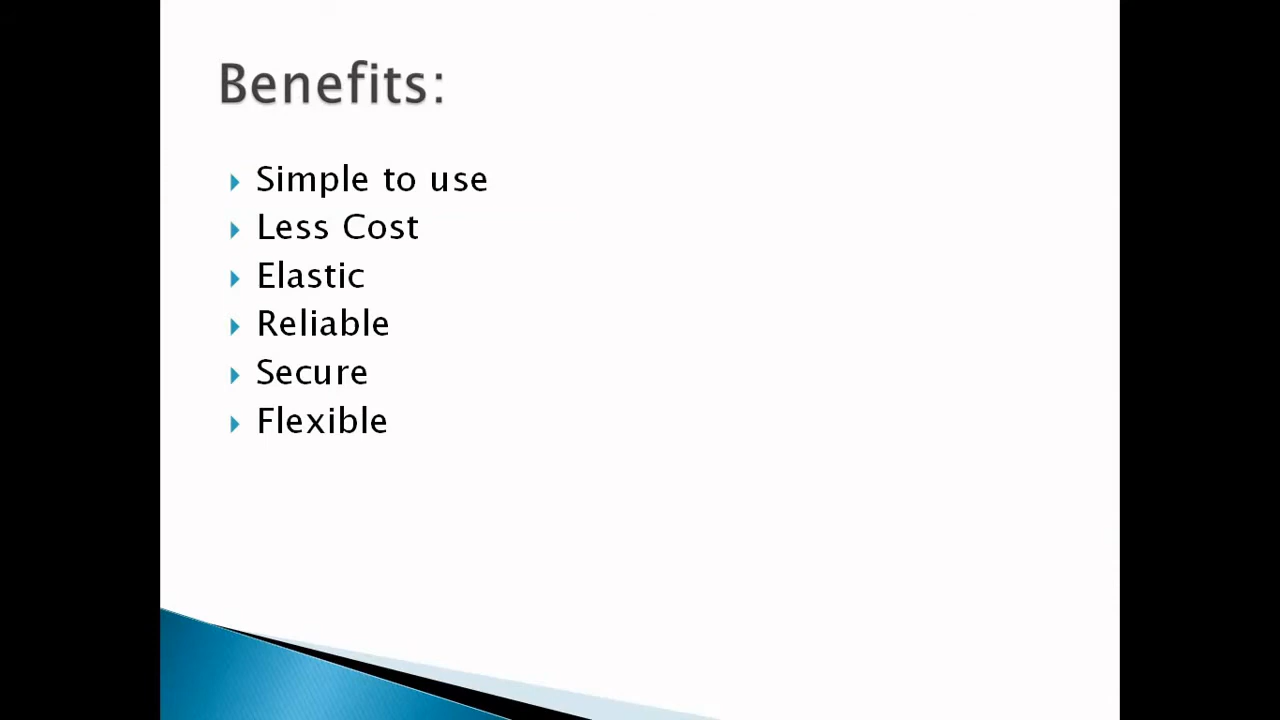 Benefits:
Simple to use
Less Cost
Elastic
Reliable
Secure
Flexible